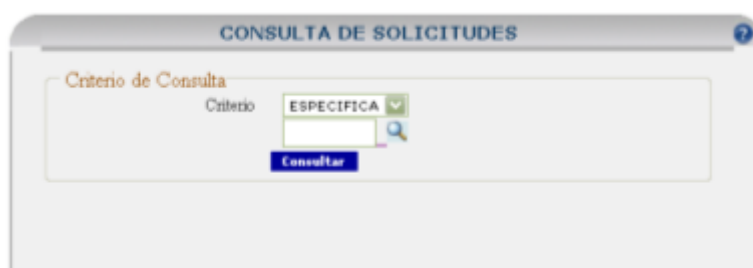 CONSULTA DE SOLICITUDES
Criterio de Consulta
Criterio ESPECIFICA
Consultar